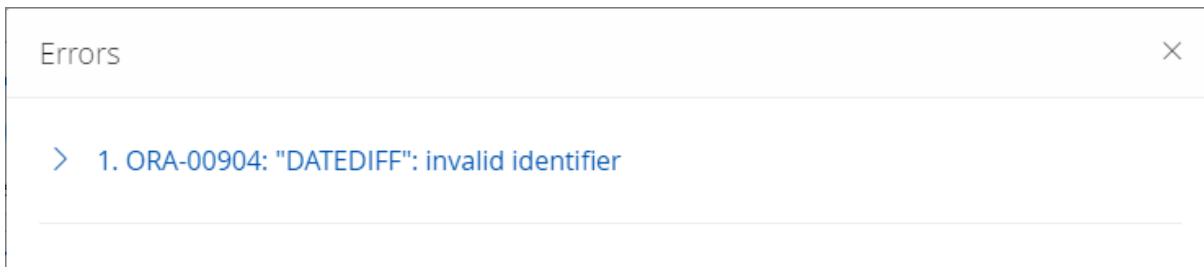 Errors
1. ORA-00904: "DATEDIFF": invalid identifier